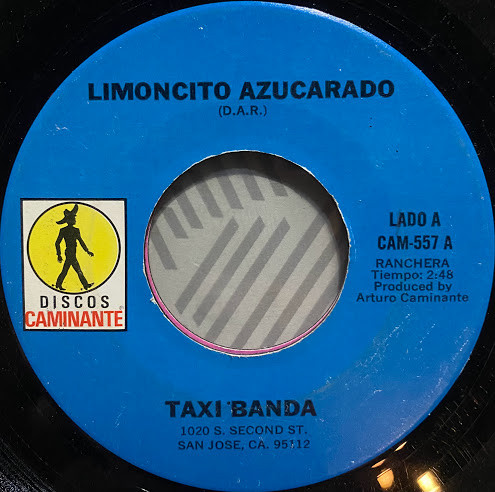 LIMONCITO AZUCARADO
(D.A.R.)
DISCOS
CAMINANTE
LADO A
CAM-557 A
RANCHERA
Tiempo: 2:48
Produced by
Arturo Caminante
TAXI BANDA
1020 S. SECOND ST.
SAN JOSE, CA. 95112